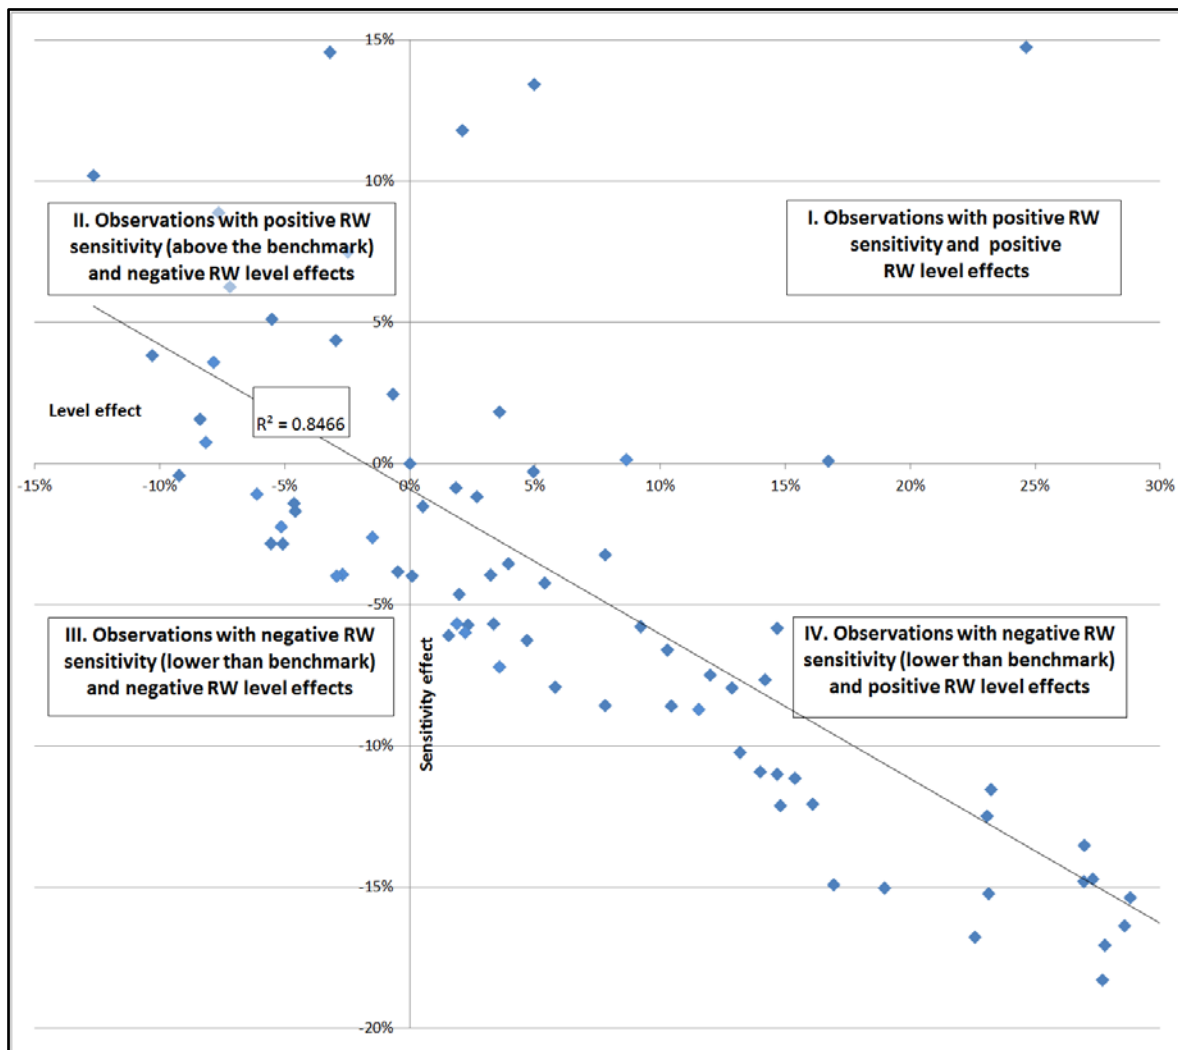 15%
10%
II. Observations with positive RW
sensitivity (above the benchmark)
and negative RW level effects
I. Observations with positive RW
sensitivity and positive
RW level effects
5%
Level effect
R² = 0.8466
0%
-15%
-10%
-5%
0%
5%
10%
15%
20%
25%
30%
-5%
III. Observations with negative RW
sensitivity (lower than benchmark)
and negative RW level effects
Sensitivity effect
IV. Observations with negative RW
sensitivity (lower than benchmark)
and positive RW level effects
-10%
-15%
-20%